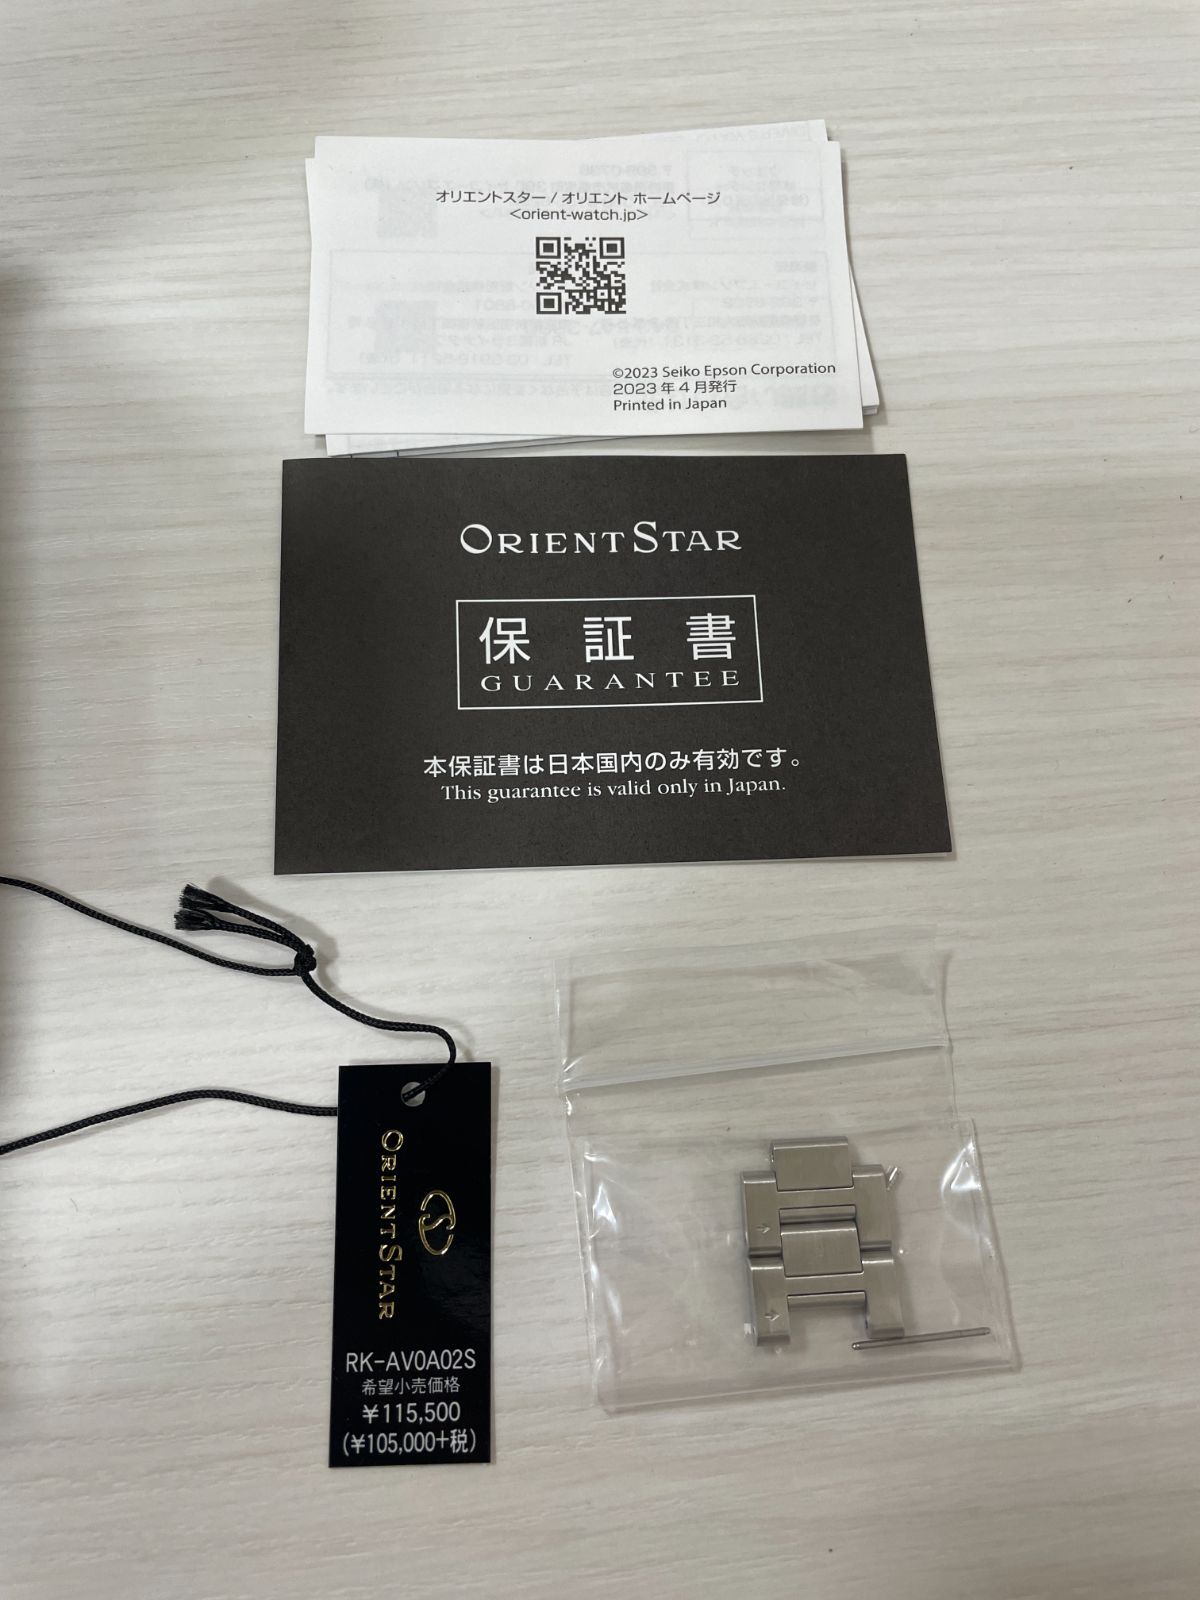 オリエントスター / オリエント ホームページ
<orient-watch.jp>
©2023 Seiko Epson Corporation
2023 年 4 月発行
Printed in Japan
ORIENT STAR
保証書
GUARANTEE
本保証書は日本国内のみ有効です。
This guarantee is valid only in Japan.
ORIENT STAR
RK-AV0A02S
希望小売価格
¥115,500
(¥105,000+税)